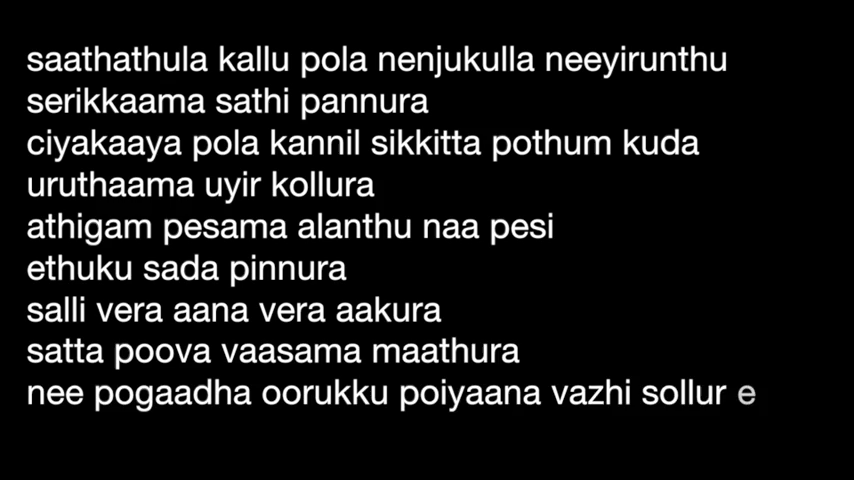 saathathula kallu pola nenjukulla neeyirunthu
serikkaama sathi pannura
ciyakaaya pola kannil sikkitta pothum kuda
uruthaama uyir kollura
athigam pesama alanthu naa pesi
ethuku sada pinnura
salli vera aana vera aakura
satta poova vaasama maathura
nee pogaadha oorukku poiyaana vazhi sollur e